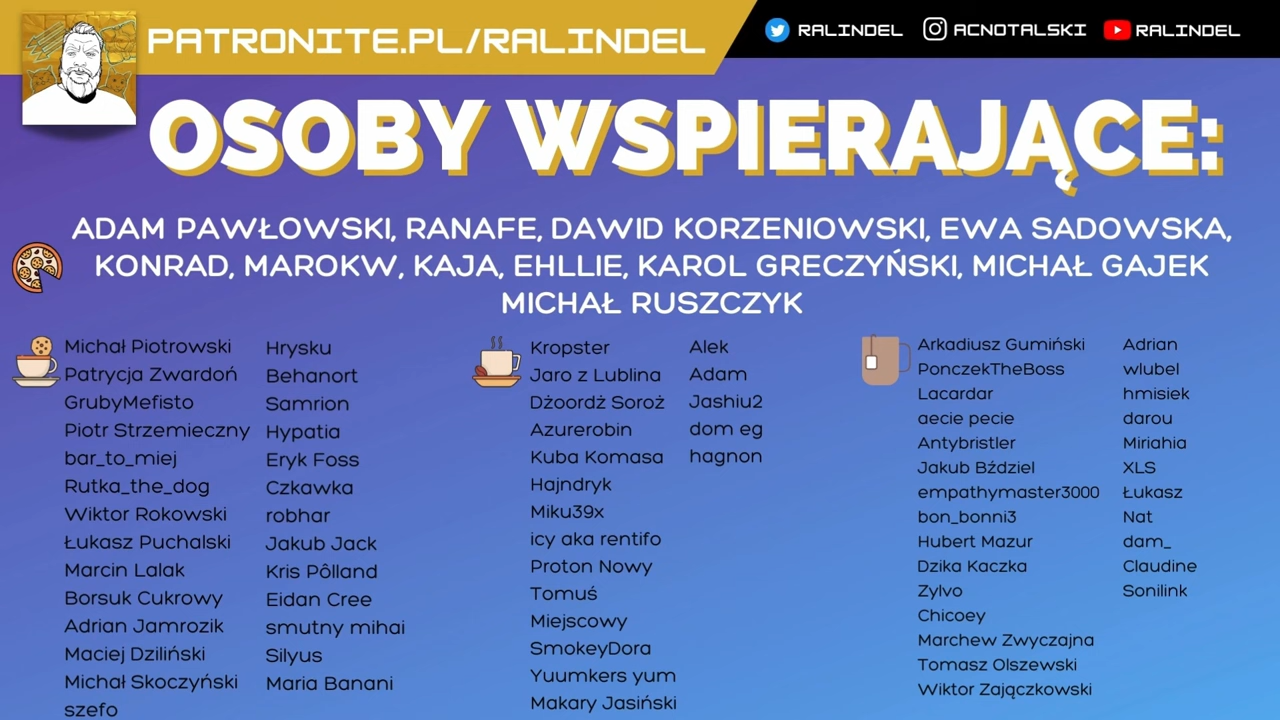 PATRONITE.PL/RALINDEL
RALINDEL
ACNOTALSKI
RALINDEL
OSOBY WSPIERAJĄCE:
ADAM PAWŁOWSKI, RANAFE, DAWID KORZENIOWSKI, EWA SADOWSKA,
KONRAD, MAROKW, KAJA, EHLLIE, KAROL GRECZYŃSKI, MICHAŁ GAJEK
MICHAŁ RUSZCZYK
Michał Piotrowski
Patrycja Zwardoń
GrubyMefisto
Piotr Strzemieczny
bar_to_miej
Rutka_the_dog
Wiktor Rokowski
Łukasz Puchalski
Marcin Lalak
Borsuk Cukrowy
Adrian Jamrozik
Maciej Dziliński
Michał Skoczyński
szefo
Hrysku
Behanort
Samrion
Hypatia
Eryk Foss
Czkawka
robhar
Jakub Jack
Kris Pôlland
Eidan Cree
smutny mihai
Silyus
Maria Banani
Kropster
Jaro z Lublina
Dżoordż Soroż
Azurerobin
Kuba Komasa
Hajndryk
Miku39x
icy aka rentifo
Proton Nowy
Tomuś
Miejscowy
SmokeyDora
Yuumkers yum
Makary Jasiński
Alek
Adam
Jashiu2
dom eg
hagnon
Arkadiusz Gumiński
PonczekTheBoss
Lacardar
aecie pecie
Antybristler
Jakub Bździel
empathymaster3000
bon_bonni3
Hubert Mazur
Dzika Kaczka
Zylvo
Chicoey
Marchew Zwyczajna
Tomasz Olszewski
Wiktor Zajączkowski
Adrian
wlubel
hmisiek
darou
Miriahia
XLS
Łukasz
Nat
dam_
Claudine
Sonilink